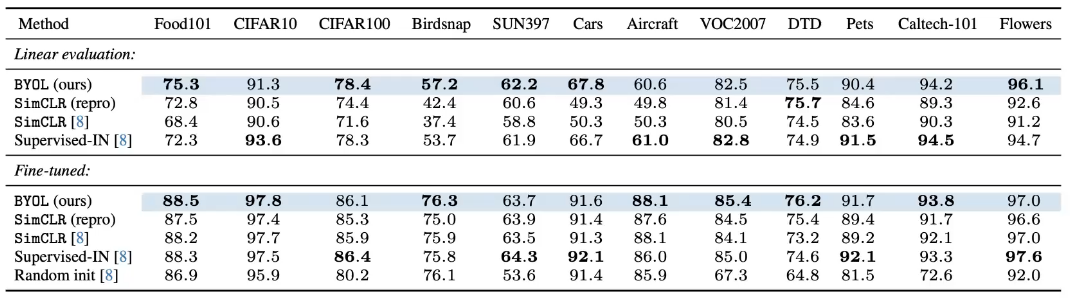 Method Food101 CIFAR10 CIFAR100 Birdsnap SUN397 Cars Aircraft VOC2007 DTD Pets Caltech-101 Flowers
Linear evaluation:
BYOL (ours) 75.3 91.3 78.4 57.2 62.2 67.8 60.6 82.5 75.5 90.4 94.2 96.1
SimCLR (repro) 72.8 90.5 74.4 42.4 60.6 49.3 49.8 81.4 75.7 84.6 89.3 92.6
SimCLR [8] 68.4 90.6 71.6 37.4 58.8 50.3 50.3 80.5 74.5 83.6 90.3 91.2
Supervised-IN [8] 72.3 93.6 78.3 53.7 61.9 66.7 61.0 82.8 74.9 91.5 94.5 94.7
Fine-tuned:
BYOL (ours) 88.5 97.8 86.1 76.3 63.7 91.6 88.1 85.4 76.2 91.7 93.8 97.0
SimCLR (repro) 87.5 97.4 85.3 75.0 63.9 91.4 87.6 84.5 75.4 89.4 91.7 96.6
SimCLR [8] 88.2 97.7 85.9 75.9 63.5 91.3 88.1 84.1 73.2 89.2 92.1 97.0
Supervised-IN [8] 88.3 97.5 86.4 75.8 64.3 92.1 86.0 85.0 74.6 92.1 93.3 97.6
Random init [8] 86.9 95.9 80.2 76.1 53.6 91.4 85.9 67.3 64.8 81.5 72.6 92.0